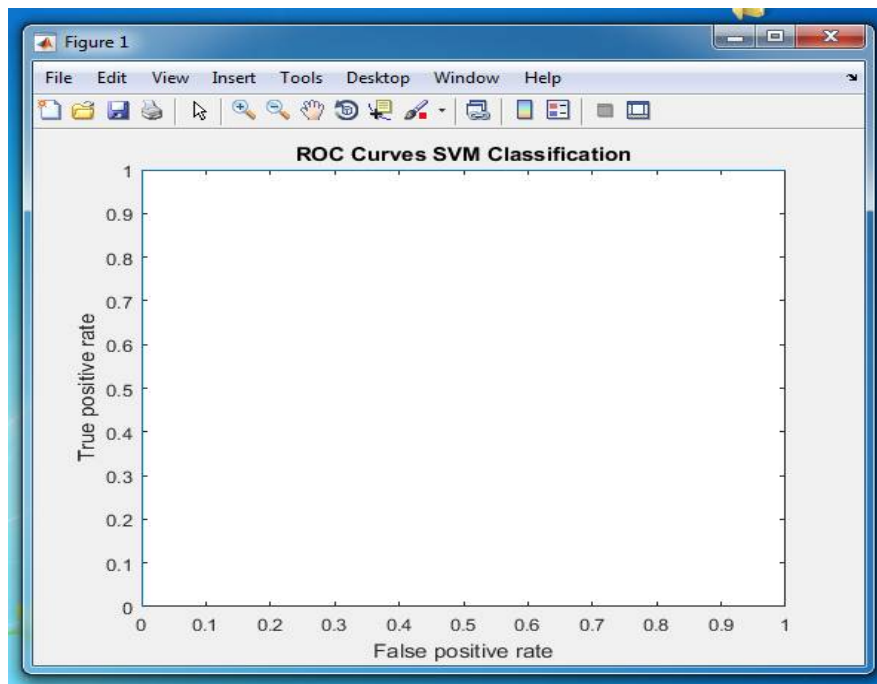 Figure 1
File Edit View Insert Tools Desktop Window Help
ROC Curves SVM Classification
1
0.9
0.8
0.7
0.6
0.5
0.4
0.3
0.2
0.1
0
True positive rate
0 0.1 0.2 0.3 0.4 0.5 0.6 0.7 0.8 0.9 1
False positive rate